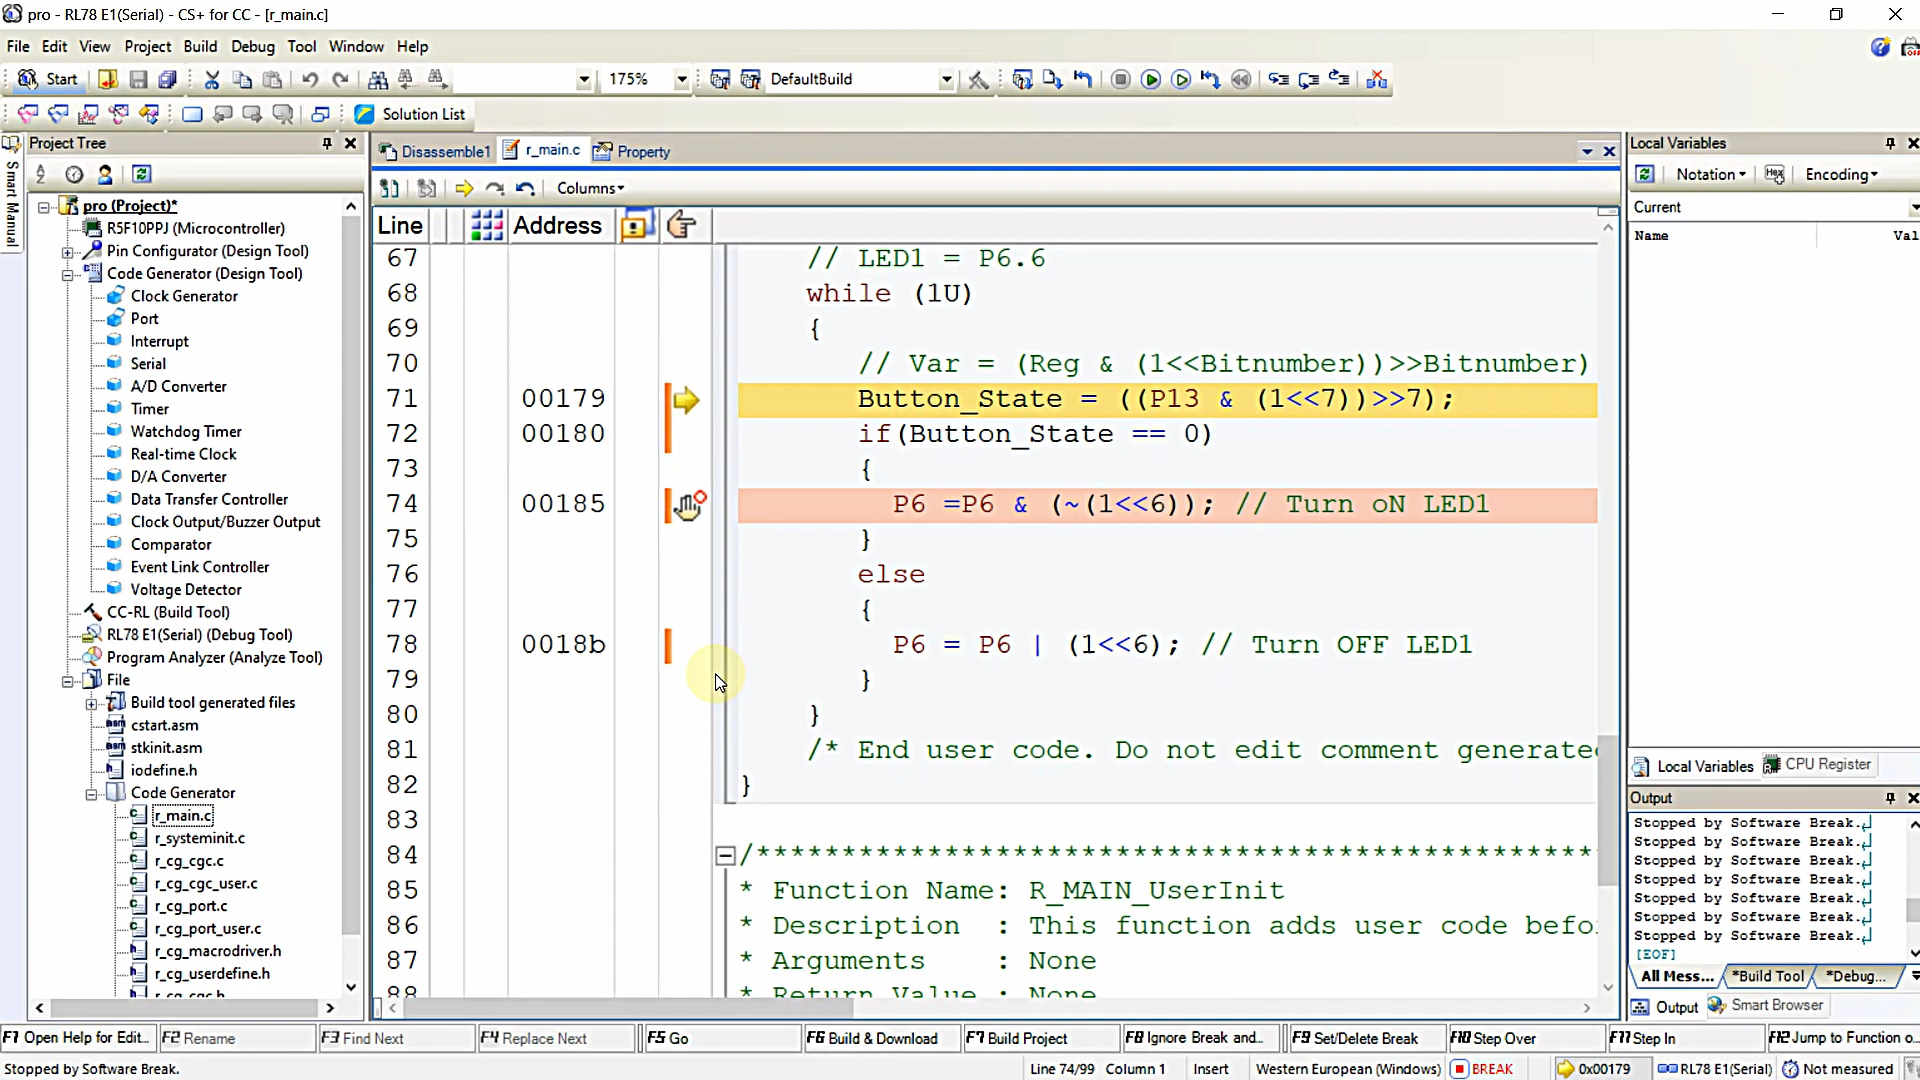 pro - RL78 E1(Serial) - CS+ for CC - [r_main.c]
File Edit View Project Build Debug Tool Window Help
Start 175% DefaultBuild
Solution List
Project Tree
Smart Manual
pro (Project)*
R5F10PPJ (Microcontroller)
Pin Configurator (Design Tool)
Code Generator (Design Tool)
Clock Generator
Port
Interrupt
Serial
A/D Converter
Timer
Watchdog Timer
Real-time Clock
D/A Converter
Data Transfer Controller
Clock Output/Buzzer Output
Comparator
Event Link Controller
Voltage Detector
CC-RL (Build Tool)
RL78 E1(Serial) (Debug Tool)
Program Analyzer (Analyze Tool)
File
Build tool generated files
cstart.asm
stkinit.asm
iodefine.h
Code Generator
r_main.c
r_systeminit.c
r_cg_cgc.c
r_cg_cgc_user.c
r_cg_port.c
r_cg_port_user.c
r_cg_macrodriver.h
r_cg_userdefine.h
r_cg_cgc.h
Disassemble1 r_main.c Property
Columns
Line Address
67 // LED1 = P6.6
68 while (1U)
69 {
70 // Var = (Reg & (1<<Bitnumber))>>Bitnumber)
71 00179 Button_State = ((P13 & (1<<7))>>7);
72 00180 if(Button_State == 0)
73 {
74 00185 P6 =P6 & (~(1<<6)); // Turn oN LED1
75 }
76 else
77 {
78 0018b P6 = P6 | (1<<6); // Turn OFF LED1
79 }
80 }
81 /* End user code. Do not edit comment generated
82 }
83
84 /**************************************************
85 * Function Name: R_MAIN_UserInit
86 * Description : This function adds user code befo
87 * Arguments : None
88 * Return Value : None
Local Variables
Notation Hex Encoding
Current
Name Val
Local Variables CPU Register
Output
Stopped by Software Break.
Stopped by Software Break.
Stopped by Software Break.
Stopped by Software Break.
Stopped by Software Break.
Stopped by Software Break.
Stopped by Software Break.
[EOF]
All Mess... *Build Tool *Debug...
Output Smart Browser
F1 Open Help for Edit... F2 Rename F3 Find Next F4 Replace Next F5 Go F6 Build & Download F7 Build Project F8 Ignore Break and... F9 Set/Delete Break F10 Step Over F11 Step In F12 Jump to Function o...
Stopped by Software Break. Line 74/99 Column 1 Insert Western European (Windows) BREAK 0x00179 RL78 E1(Serial) Not measured